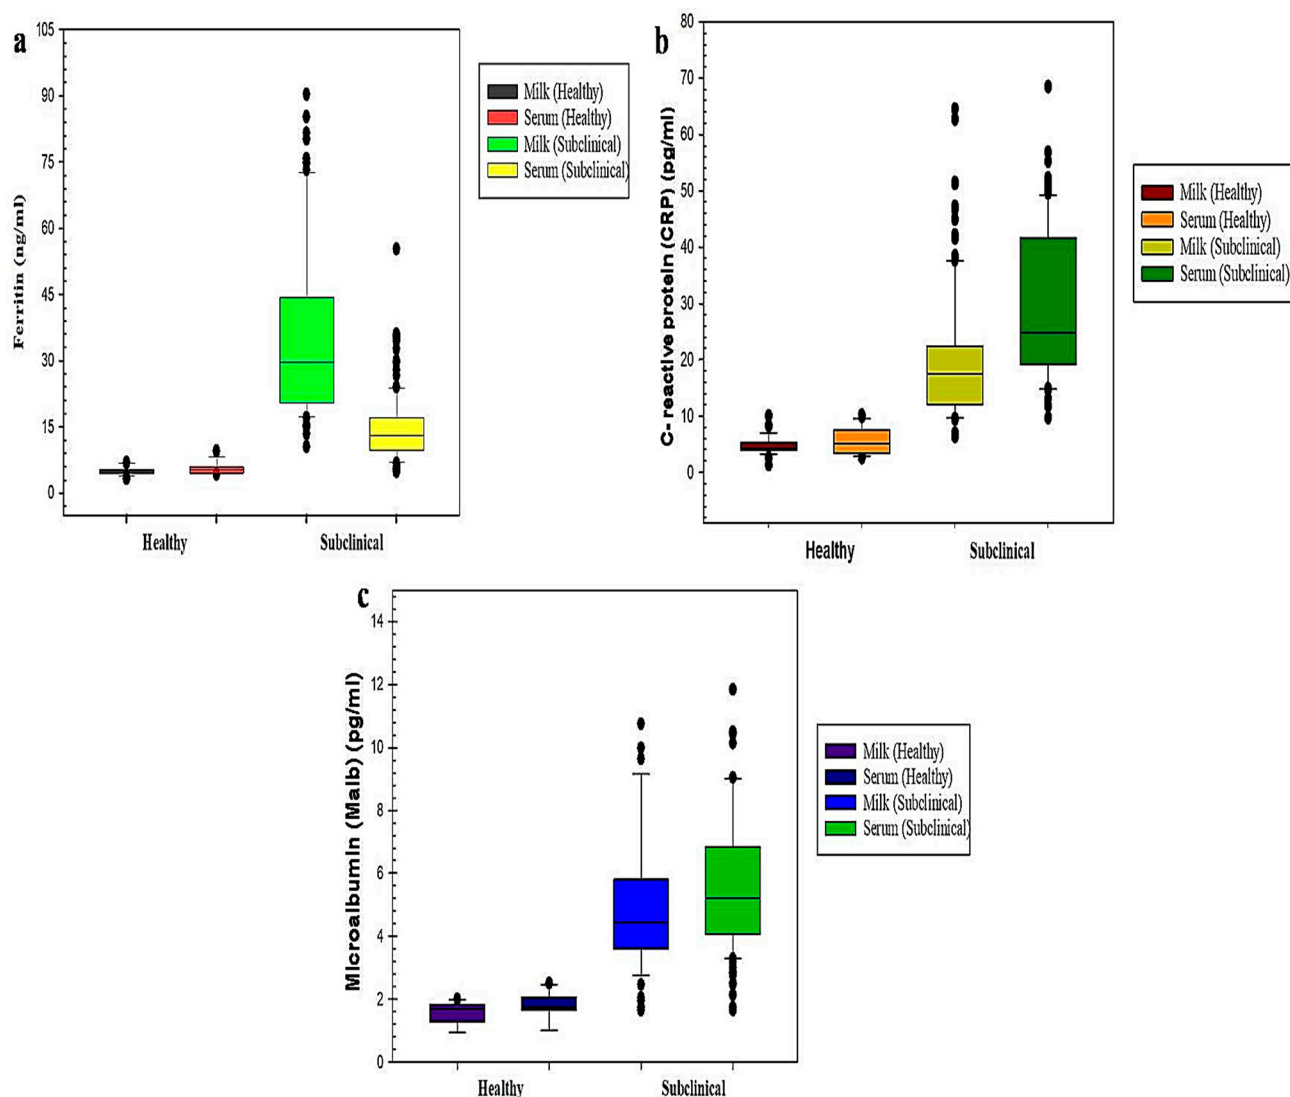 a
105
90
75
60
45
30
15
0
Ferritin (ng/ml)
Healthy
Subclinical
Milk (Healthy)
Serum (Healthy)
Milk (Subclinical)
Serum (Subclinical)
b
80
70
60
50
40
30
20
10
0
C- reactive protein (CRP) (pg/ml)
Healthy
Subclinical
Milk (Healthy)
Serum (Healthy)
Milk (Subclinical)
Serum (Subclinical)
c
14
12
10
8
6
4
2
0
Microalbumin (Malb) (pg/ml)
Healthy
Subclinical
Milk (Healthy)
Serum (Healthy)
Milk (Subclinical)
Serum (Subclinical)